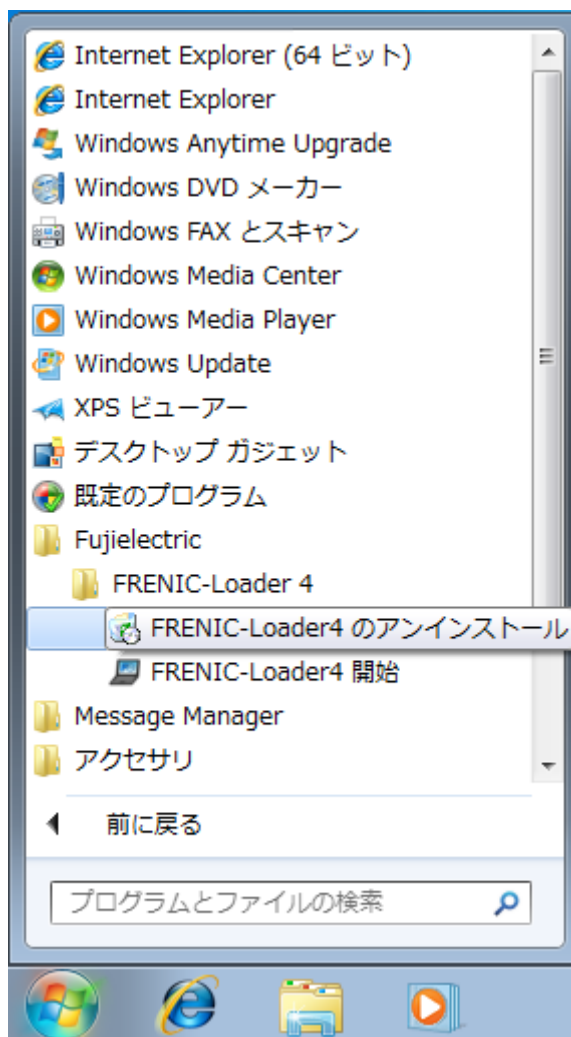 Internet Explorer (64 ビット)
Internet Explorer
Windows Anytime Upgrade
Windows DVD メーカー
Windows FAX とスキャン
Windows Media Center
Windows Media Player
Windows Update
XPS ビューアー
デスクトップ ガジェット
既定のプログラム
Fujielectric
FRENIC-Loader 4
FRENIC-Loader4 のアンインストール
FRENIC-Loader4 開始
Message Manager
アクセサリ
前に戻る
プログラムとファイルの検索